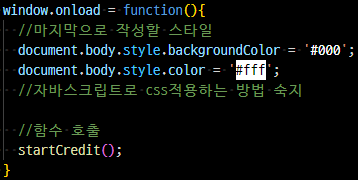 window.onload = function(){
//마지막으로 작성할 스타일
document.body.style.backgroundColor = '#000';
document.body.style.color = '#fff';
//자바스크립트로 css적용하는 방법 숙지
//함수 호출
startCredit();
}